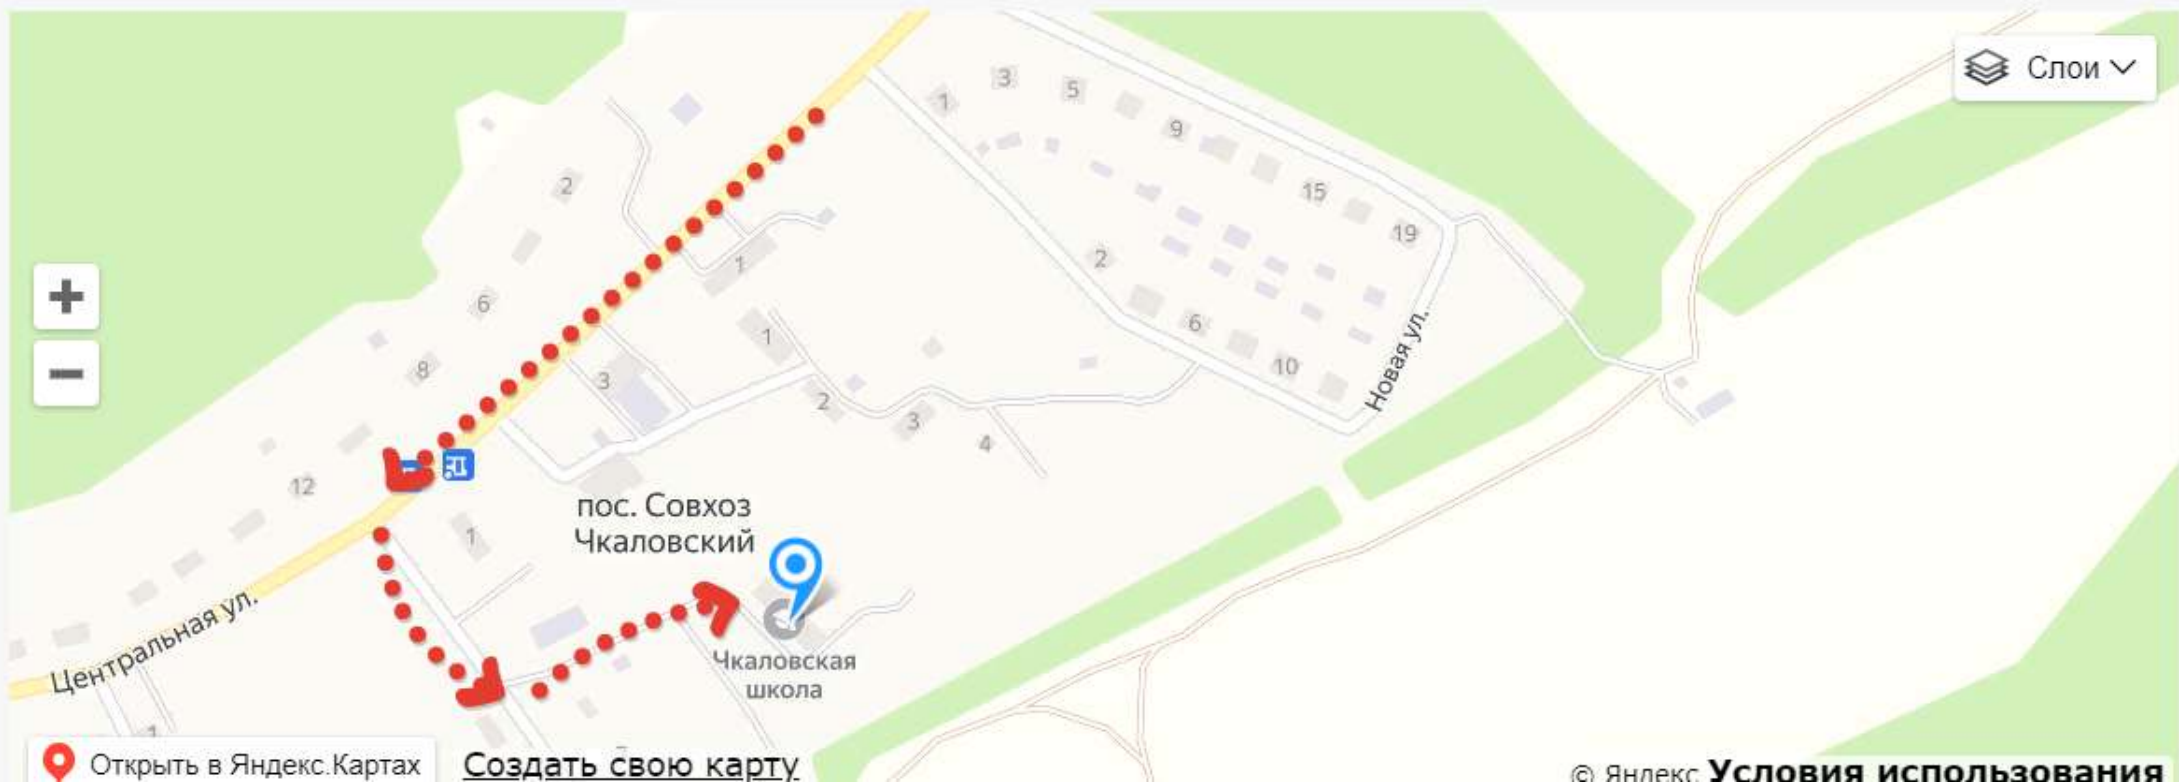 Слои
1
3
5
9
2
15
19
1
2
6
1
6
8
3
10
Новая ул.
2
3
4
12
пос. Совхоз
Чкаловский
1
Центральная ул.
Чкаловская
школа
1
Открыть в Яндекс.Картах
Создать свою карту
© Яндекс Условия использования